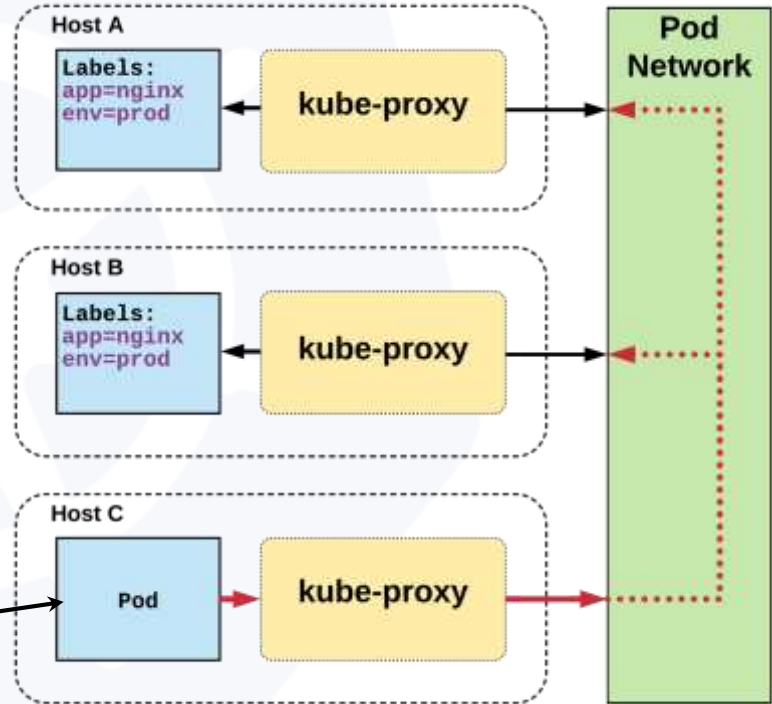 Host A
Labels:
app=nginx
env=prod
kube-proxy
Pod
Network
Host B
Labels:
app=nginx
env=prod
kube-proxy
Host C
Pod
kube-proxy